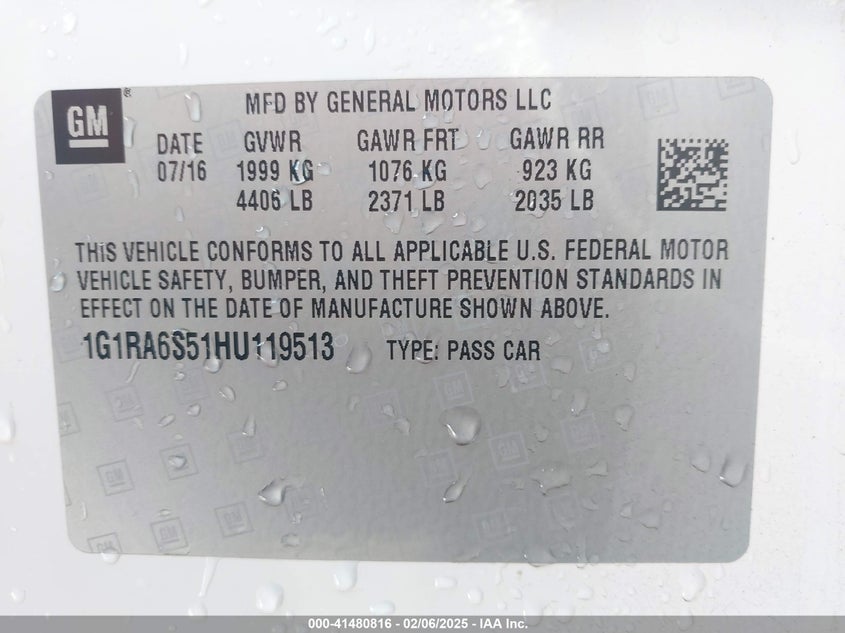 GM
MFD BY GENERAL MOTORS LLC
DATE GVWR GAWR FRT GAWR RR
07/16 1999 KG 1076 KG 923 KG
4406 LB 2371 LB 2035 LB
THIS VEHICLE CONFORMS TO ALL APPLICABLE U.S. FEDERAL MOTOR
VEHICLE SAFETY, BUMPER, AND THEFT PREVENTION STANDARDS IN
EFFECT ON THE DATE OF MANUFACTURE SHOWN ABOVE.
1G1RA6S51HU119513 TYPE: PASS CAR
000-41480816 - 02/06/2025 - IAA Inc.